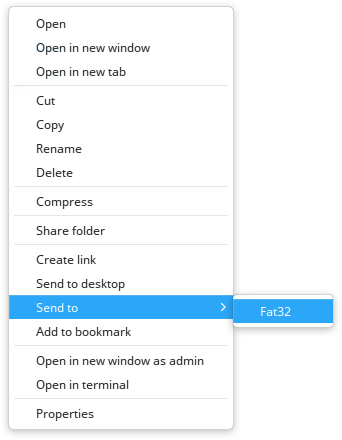 Open
Open in new window
Open in new tab
Cut
Copy
Rename
Delete
Compress
Share folder
Create link
Send to desktop
Send to
Fat32
Add to bookmark
Open in new window as admin
Open in terminal
Properties